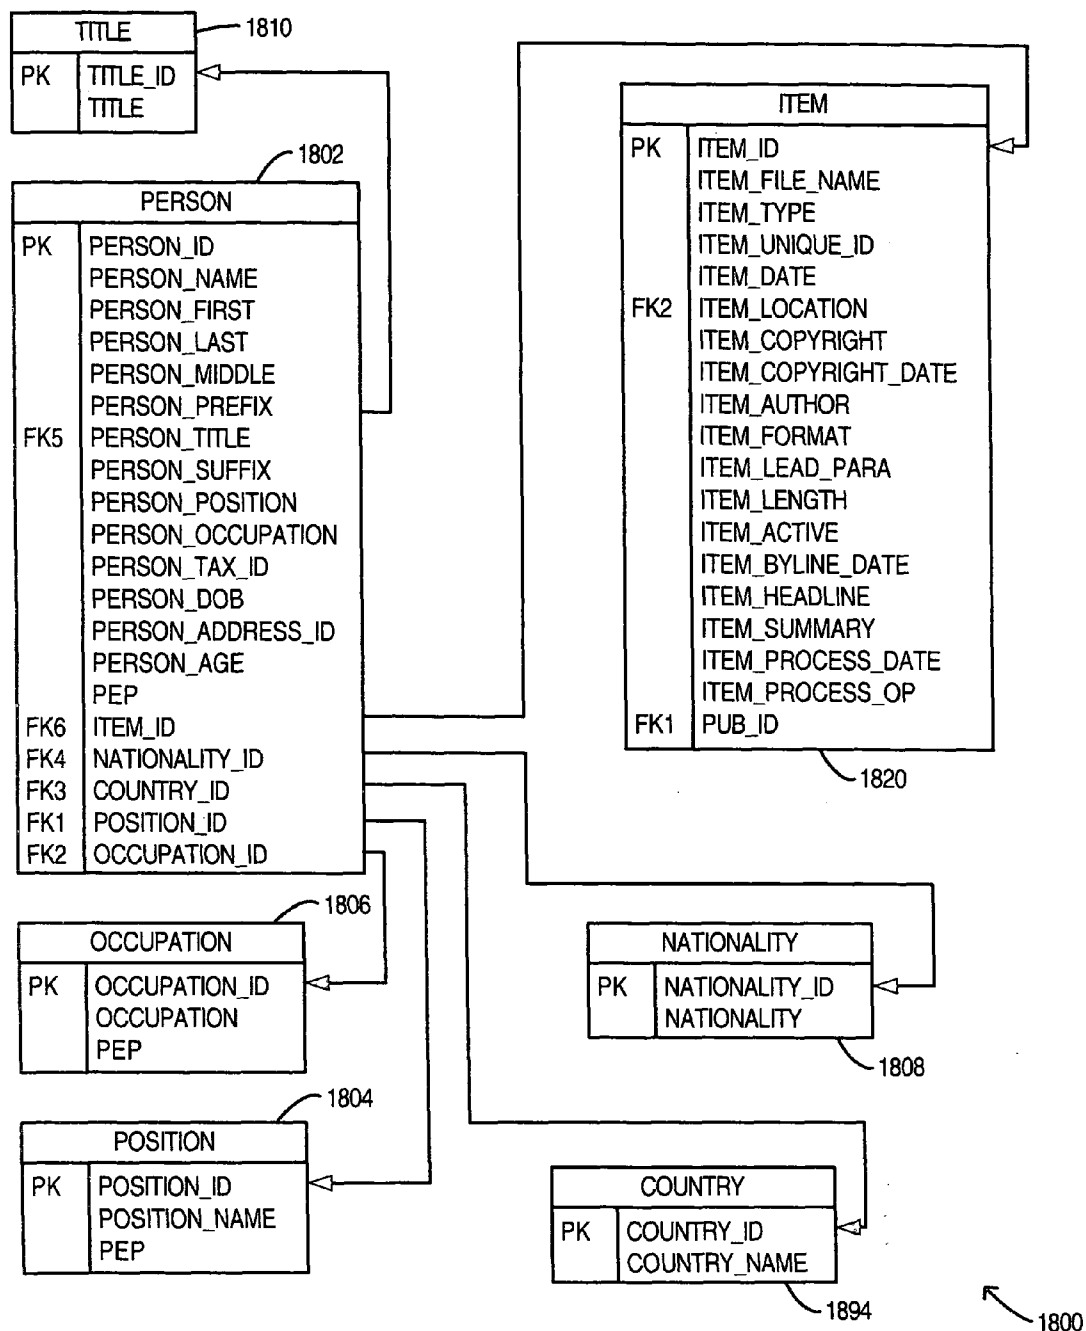 TITLE
1810
PK TITLE_ID
TITLE
1802
PERSON
PK PERSON_ID
PERSON_NAME
PERSON_FIRST
PERSON_LAST
PERSON_MIDDLE
PERSON_PREFIX
FK5 PERSON_TITLE
PERSON_SUFFIX
PERSON_POSITION
PERSON_OCCUPATION
PERSON_TAX_ID
PERSON_DOB
PERSON_ADDRESS_ID
PERSON_AGE
PEP
FK6 ITEM_ID
FK4 NATIONALITY_ID
FK3 COUNTRY_ID
FK1 POSITION_ID
FK2 OCCUPATION_ID
ITEM
PK ITEM_ID
ITEM_FILE_NAME
ITEM_TYPE
ITEM_UNIQUE_ID
ITEM_DATE
FK2 ITEM_LOCATION
ITEM_COPYRIGHT
ITEM_COPYRIGHT_DATE
ITEM_AUTHOR
ITEM_FORMAT
ITEM_LEAD_PARA
ITEM_LENGTH
ITEM_ACTIVE
ITEM_BYLINE_DATE
ITEM_HEADLINE
ITEM_SUMMARY
ITEM_PROCESS_DATE
ITEM_PROCESS_OP
FK1 PUB_ID
1820
1806
OCCUPATION
PK OCCUPATION_ID
OCCUPATION
PEP
NATIONALITY
PK NATIONALITY_ID
NATIONALITY
1808
1804
POSITION
PK POSITION_ID
POSITION_NAME
PEP
COUNTRY
PK COUNTRY_ID
COUNTRY_NAME
1894
1800